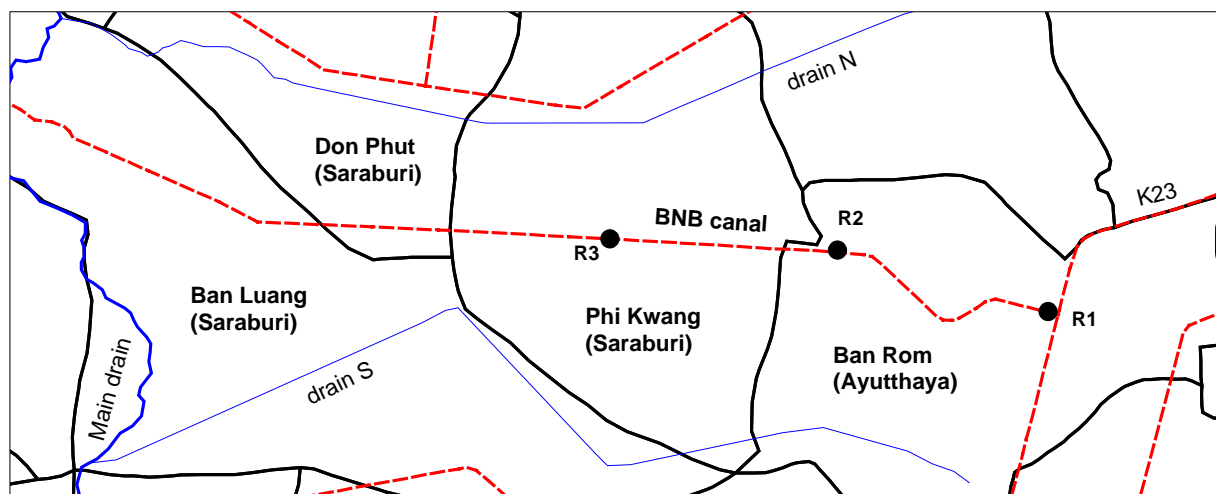 drain N
Don Phut
(Saraburi)
K23
BNB canal
R2
R3
Ban Luang
(Saraburi)
Phi Kwang
(Saraburi)
R1
Ban Rom
(Ayutthaya)
drain S
Main drain